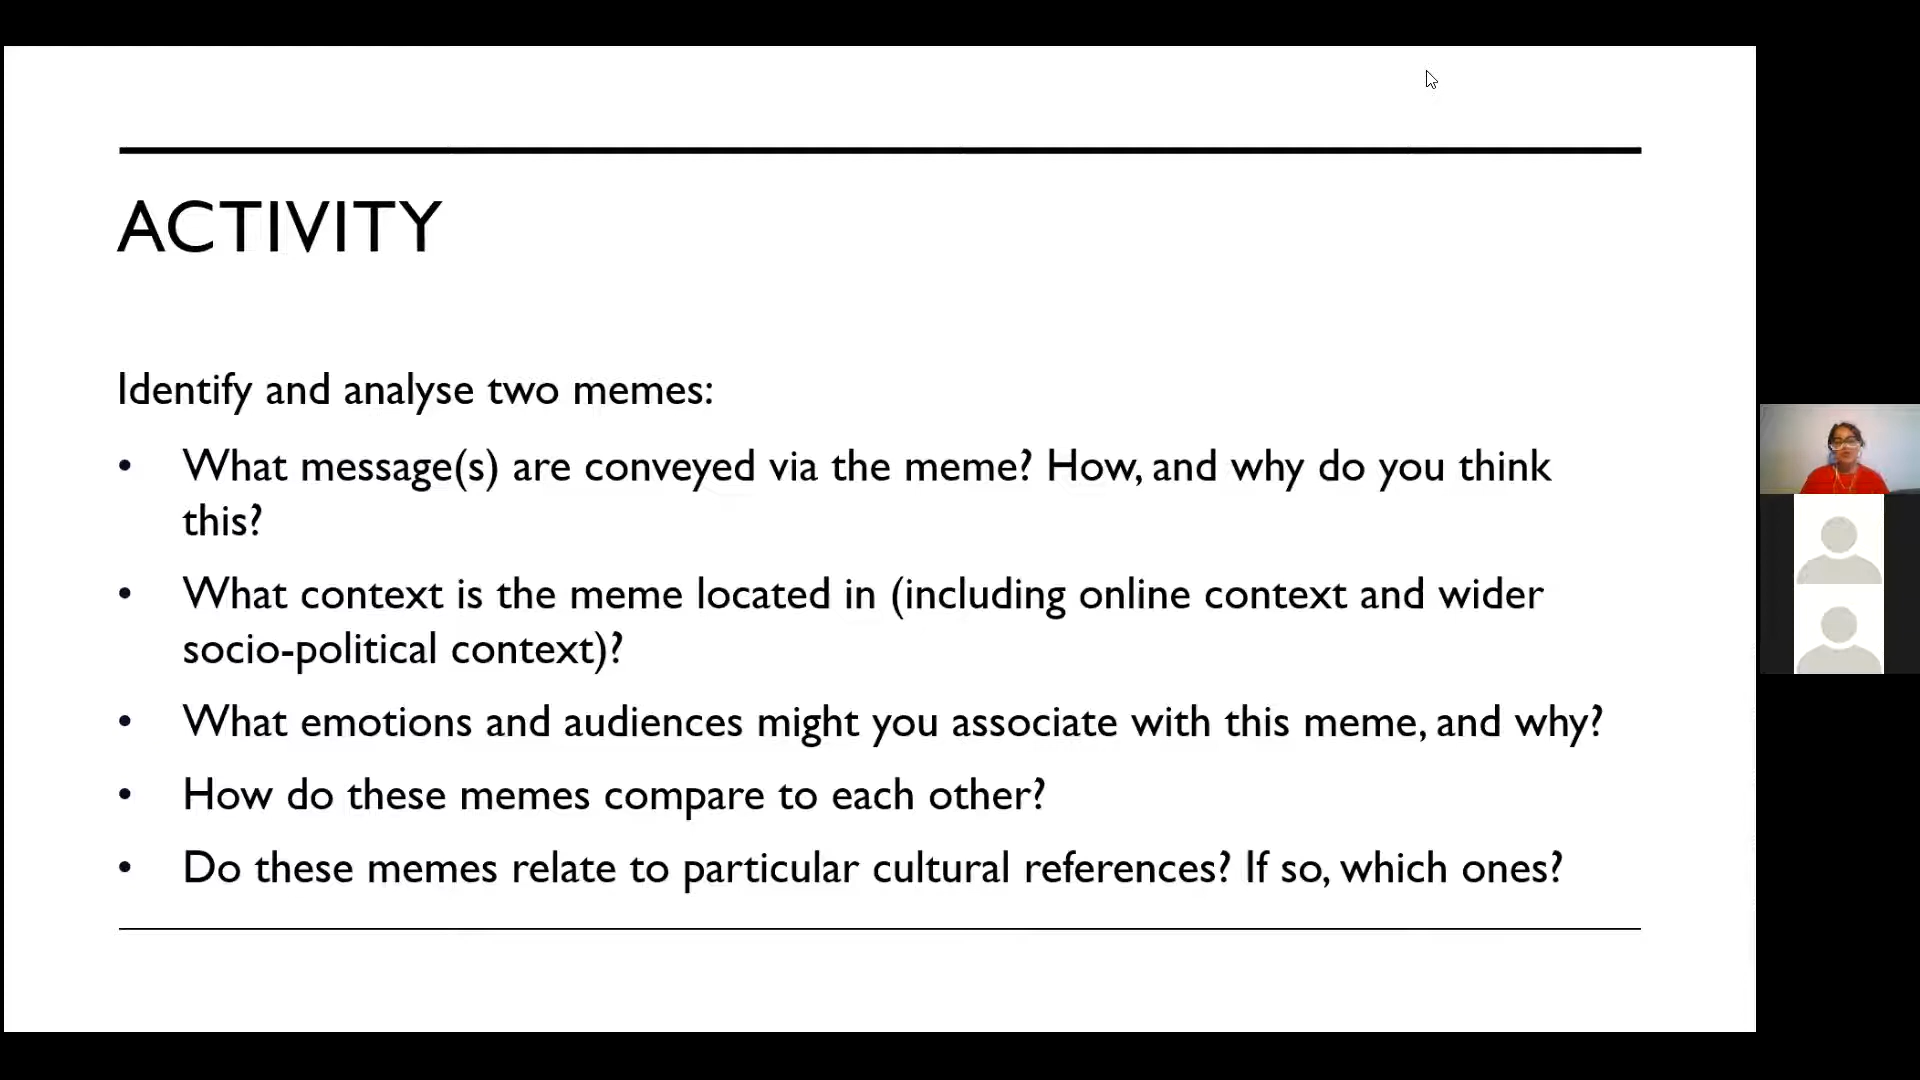 ACTIVITY
Identify and analyse two memes:
• What message(s) are conveyed via the meme? How, and why do you think
this?
• What context is the meme located in (including online context and wider
socio-political context)?
• What emotions and audiences might you associate with this meme, and why?
• How do these memes compare to each other?
• Do these memes relate to particular cultural references? If so, which ones?